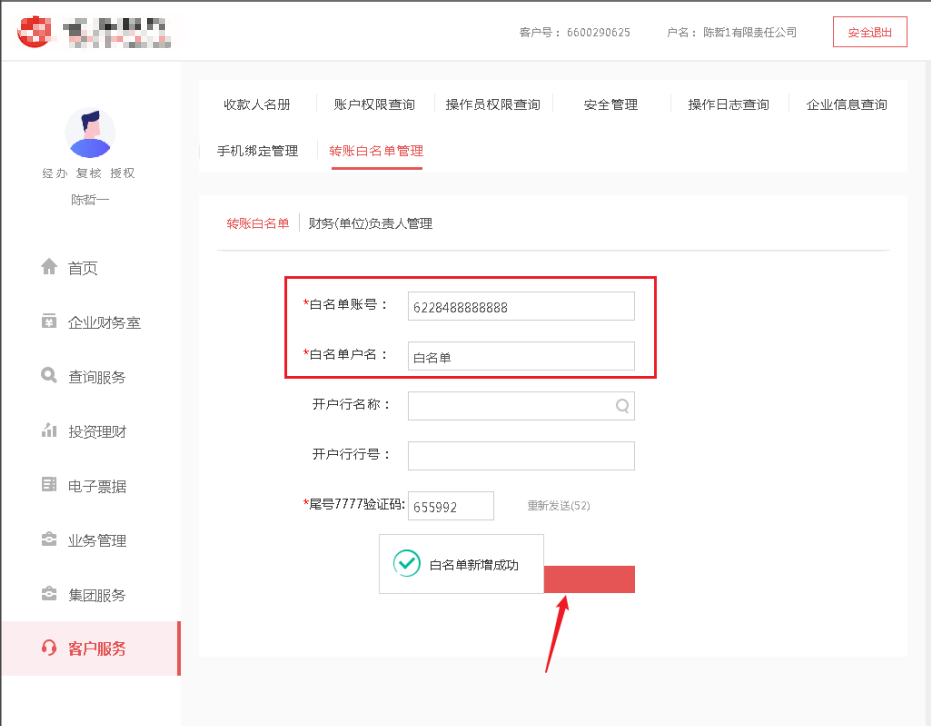 客户号： 6600290625 户名： 陈晢1有限责任公司 安全退出
收款人名册 账户权限查询 操作员权限查询 安全管理 操作日志查询 企业信息查询
手机绑定管理 转账白名单管理
经办 复核 授权
陈晢一
首页
企业财务室
查询服务
投资理财
电子票据
业务管理
集团服务
客户服务
转账白名单 财务(单位)负责人管理
*白名单账号： 6228488888888
*白名单户名： 白名单
开户行名称：
开户行行号：
*尾号7777验证码: 655992 重新发送(52)
白名单新增成功